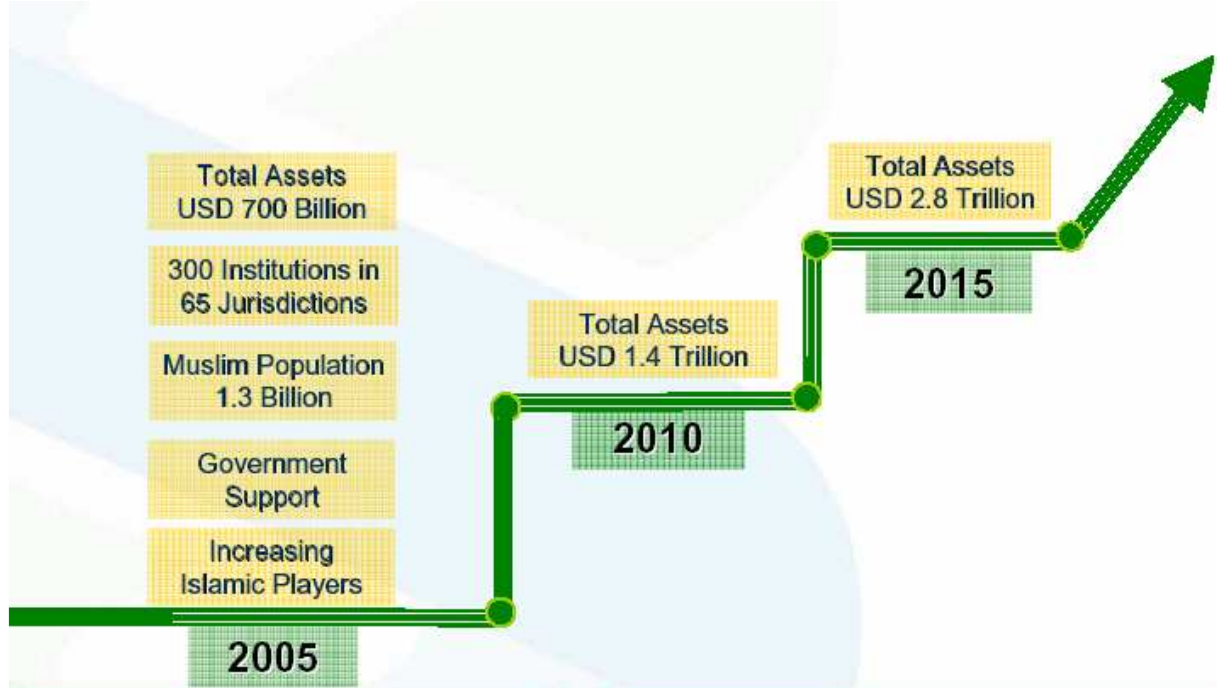 Total Assets
USD 700 Billion
300 Institutions in
65 Jurisdictions
Muslim Population
1.3 Billion
Government
Support
Increasing
Islamic Players
2005
Total Assets
USD 1.4 Trillion
2010
Total Assets
USD 2.8 Trillion
2015